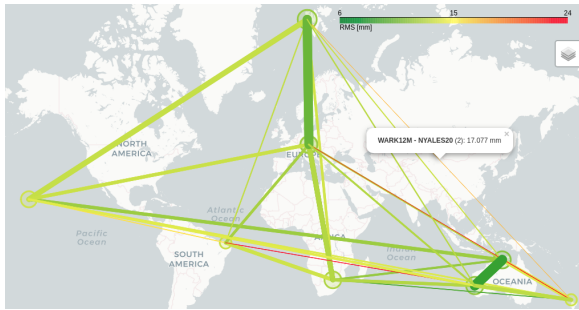 6 15 24
RMS [mm]
NORTH
AMERICA
WARK12M - NYALES20 (2): 17.077 mm
×
EUROPE
Atlantic
Ocean
Pacific
Ocean
AFRICA
Indian
Ocean
SOUTH
AMERICA
OCEANIA